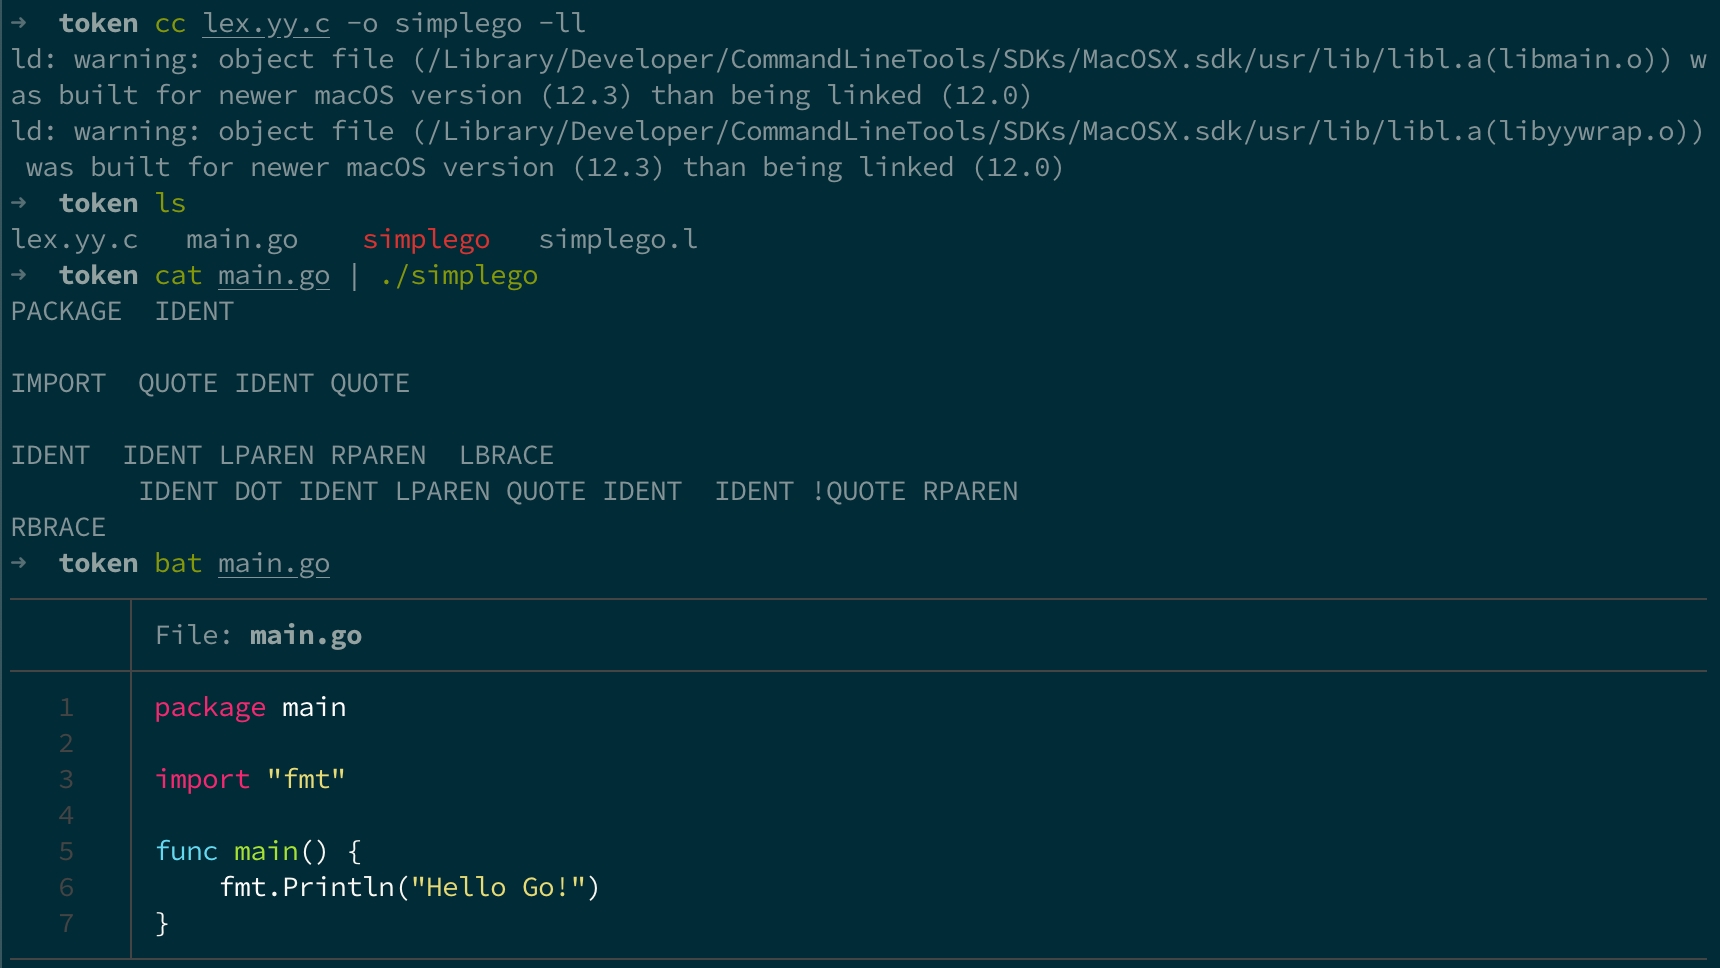 →  token cc lex.yy.c -o simplego -ll
ld: warning: object file (/Library/Developer/CommandLineTools/SDKs/MacOSX.sdk/usr/lib/libl.a(libmain.o)) w
as built for newer macOS version (12.3) than being linked (12.0)
ld: warning: object file (/Library/Developer/CommandLineTools/SDKs/MacOSX.sdk/usr/lib/libl.a(libyywrap.o))
 was built for newer macOS version (12.3) than being linked (12.0)
→  token ls
lex.yy.c   main.go    simplego   simplego.l
→  token cat main.go | ./simplego
PACKAGE  IDENT
IMPORT  QUOTE IDENT QUOTE
IDENT  IDENT LPAREN RPAREN  LBRACE
        IDENT DOT IDENT LPAREN QUOTE IDENT  IDENT !QUOTE RPAREN
RBRACE
→  token bat main.go
File: main.go
1 package main
2
3 import "fmt"
4
5 func main() {
6     fmt.Println("Hello Go!")
7 }